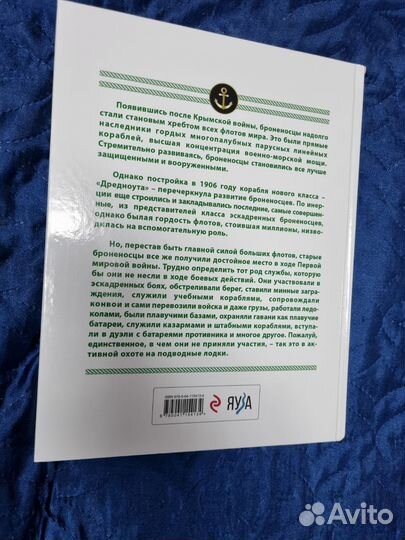 Появившись после Крымской войны, броненосцы надолго
стали становым хребтом всех флотов мира. Это были прямые
наследники гордых многопалубных парусных линейных
кораблей, высшая концентрация военно-морской мощи.
Стремительно развиваясь, броненосцы становились все лучше
защищенными и вооруженными.
Однако постройка в 1906 году корабля нового класса –
«Дредноута» – перечеркнула развитие броненосцев. По инер-
ции еще строились и закладывались последние, самые совершен-
ные, из представителей класса эскадренных броненосцев,
однако былая гордость флотов, стоившая миллионы, низво-
дилась на вспомогательную роль.
Но, перестав быть главной силой больших флотов, старые
броненосцы все же получили достойное место в ходе Первой
мировой войны. Трудно определить тот род службы, которую
бы они не несли в ходе боевых действий. Они участвовали в
эскадренных боях, обстреливали берег, ставили минные загра-
ждения, служили учебными кораблями, сопровождали
конвои и сами перевозили войска и даже грузы, работали ледо-
колами, были плавучими базами, охраняли гавани как плавучие
батареи, служили казармами и штабными кораблями, вступа-
ли в дуэли с батареями противника и многое другое. Пожалуй,
единственное, в чем они не приняли участия, – так это в ак-
тивной охоте на подводные лодки.
ЯУЗА
Avito